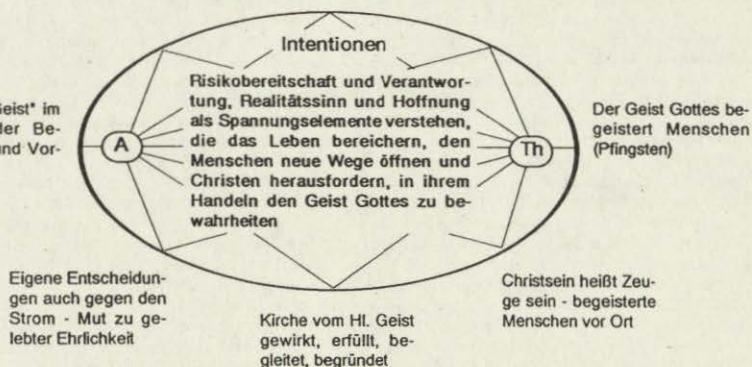 Intentionen
Risikobereitschaft und Verantwor-
tung, Realitätssinn und Hoffnung
als Spannungselemente verstehen,
die das Leben bereichern, den
Menschen neue Wege öffnen und
Christen herausfordern, in ihrem
Handeln den Geist Gottes zu be-
wahrheiten
A
Th
Geist" im
der Be-
und Vor-
Der Geist Gottes be-
geistert Menschen
(Pfingsten)
Eigene Entscheidun-
gen auch gegen den
Strom - Mut zu ge-
lebter Ehrlichkeit
Kirche vom Hl. Geist
gewirkt, erfüllt, be-
gleitet, begründet
Christsein heißt Zeu-
ge sein - begeisterte
Menschen vor Ort